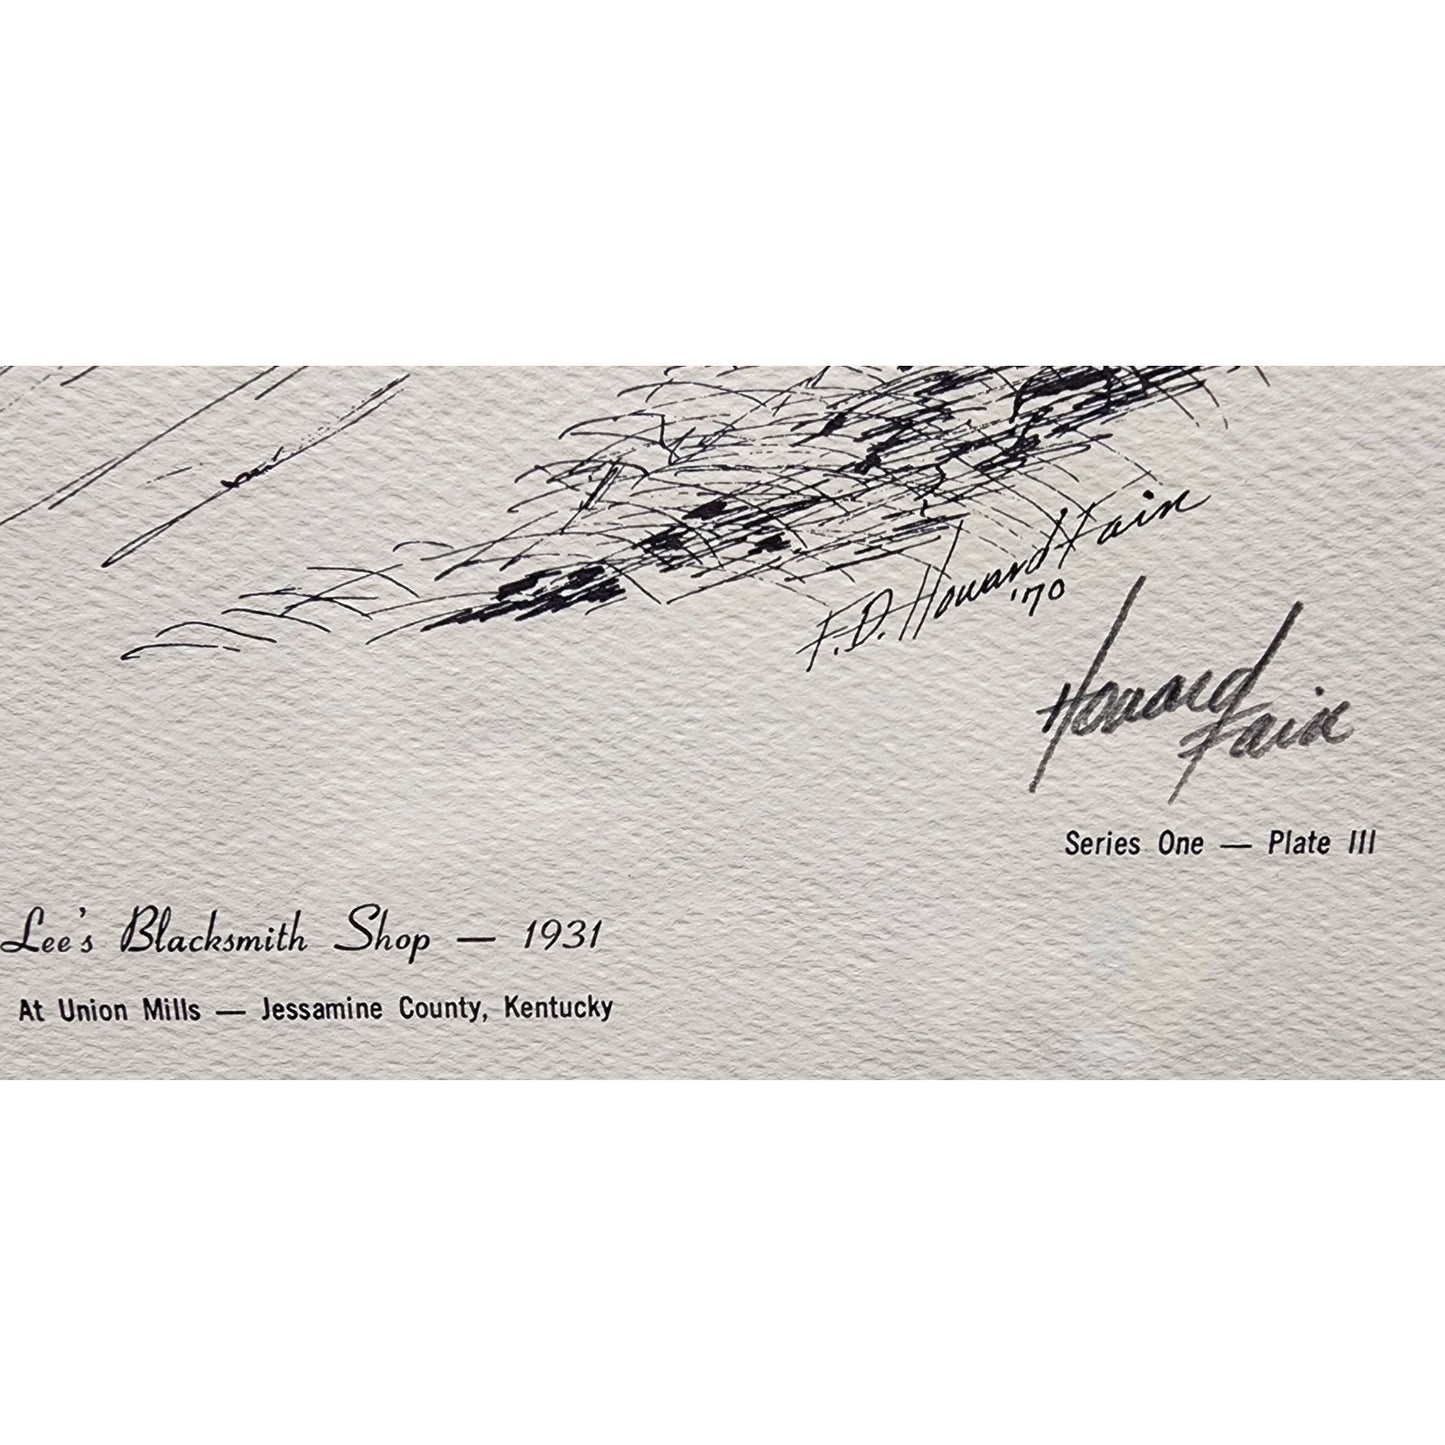 F.D. Howard Fain
'70
Howard
Fain
Series One — Plate III
Lee's Blacksmith Shop — 1931
At Union Mills — Jessamine County, Kentucky